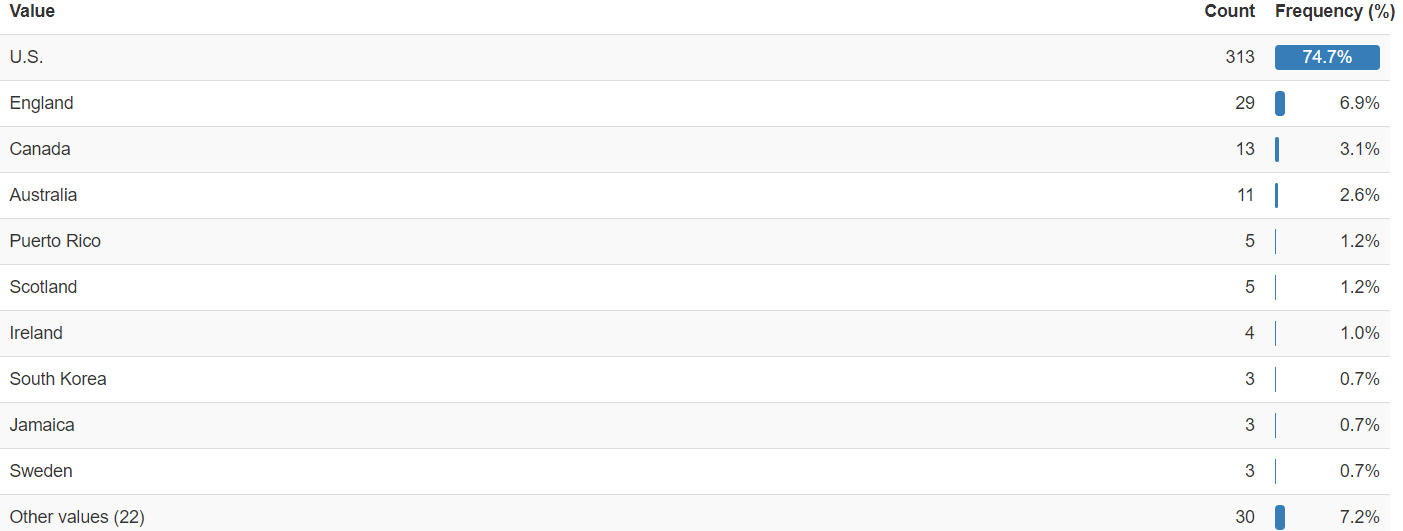 Value Count Frequency (%)
U.S. 313 74.7%
England 29 6.9%
Canada 13 3.1%
Australia 11 2.6%
Puerto Rico 5 1.2%
Scotland 5 1.2%
Ireland 4 1.0%
South Korea 3 0.7%
Jamaica 3 0.7%
Sweden 3 0.7%
Other values (22) 30 7.2%